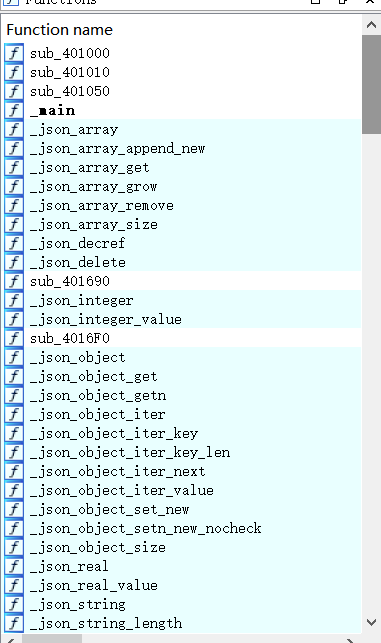 Functions
Function name
sub_401000
sub_401010
sub_401050
_main
_json_array
_json_array_append_new
_json_array_get
_json_array_grow
_json_array_remove
_json_array_size
_json_decref
_json_delete
sub_401690
_json_integer
_json_integer_value
sub_4016F0
_json_object
_json_object_get
_json_object_getn
_json_object_iter
_json_object_iter_key
_json_object_iter_key_len
_json_object_iter_next
_json_object_iter_value
_json_object_set_new
_json_object_setn_new_nocheck
_json_object_size
_json_real
_json_real_value
_json_string
_json_string_length